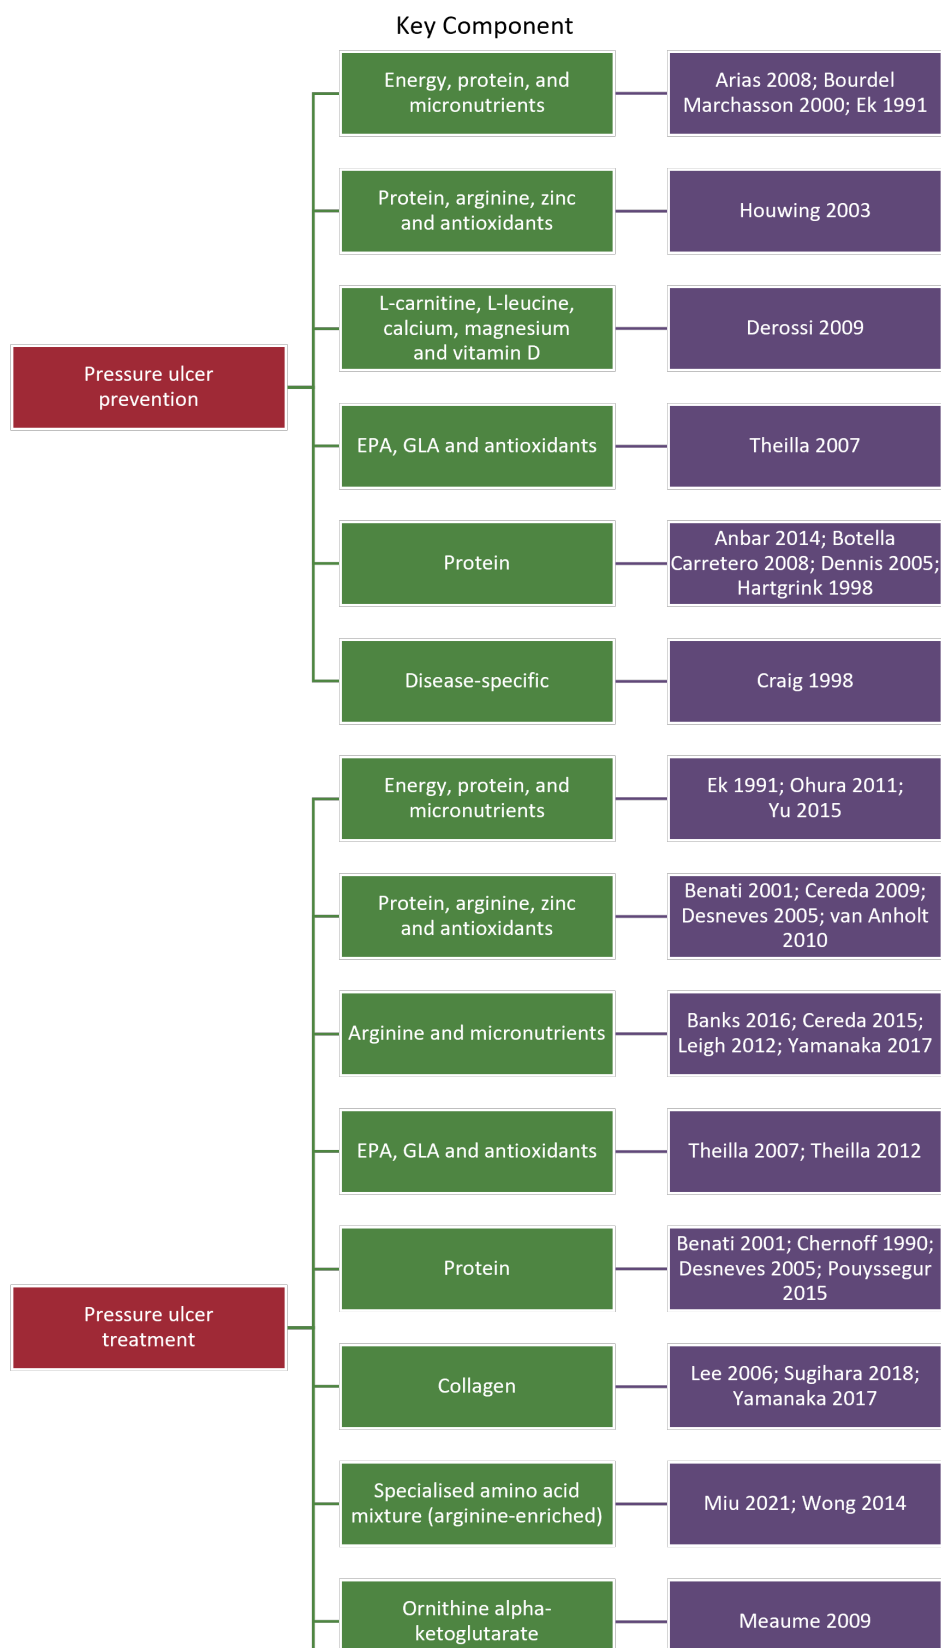 Key Component
Pressure ulcer
prevention
Energy, protein, and
micronutrients
Arias 2008; Bourdel
Marchasson 2000; Ek 1991
Protein, arginine, zinc
and antioxidants
Houwing 2003
L-carnitine, L-leucine,
calcium, magnesium
and vitamin D
Derossi 2009
EPA, GLA and antioxidants
Theilla 2007
Protein
Anbar 2014; Botella
Carretero 2008; Dennis 2005;
Hartgrink 1998
Disease-specific
Craig 1998
Pressure ulcer
treatment
Energy, protein, and
micronutrients
Ek 1991; Ohura 2011;
Yu 2015
Protein, arginine, zinc
and antioxidants
Benati 2001; Cereda 2009;
Desneves 2005; van Anholt
2010
Arginine and micronutrients
Banks 2016; Cereda 2015;
Leigh 2012; Yamanaka 2017
EPA, GLA and antioxidants
Theilla 2007; Theilla 2012
Protein
Benati 2001; Chernoff 1990;
Desneves 2005; Pouyssegur
2015
Collagen
Lee 2006; Sugihara 2018;
Yamanaka 2017
Specialised amino acid
mixture (arginine-enriched)
Miu 2021; Wong 2014
Ornithine alpha-
ketoglutarate
Meaume 2009